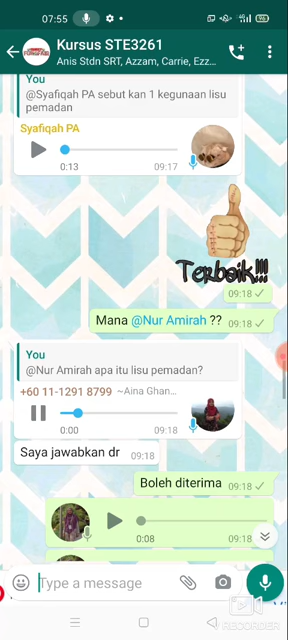 07:55
4G
96
Kursus STE3261
Anis Stdn SRT, Azzam, Carrie, Ezz...
You
@Syafiqah PA sebut kan 1 kegunaan lisu
pemadan
Syafiqah PA
0:13 09:17
Terbaik!!!
09:18
Mana @Nur Amirah ?? 09:18
You
@Nur Amirah apa itu lisu pemadan?
+60 11-1291 8799 ~Aina Ghan...
0:00 09:18
Saya jawabkan dr 09:18
Boleh diterima 09:18
0:08 09:18
Type a message
RECORDER